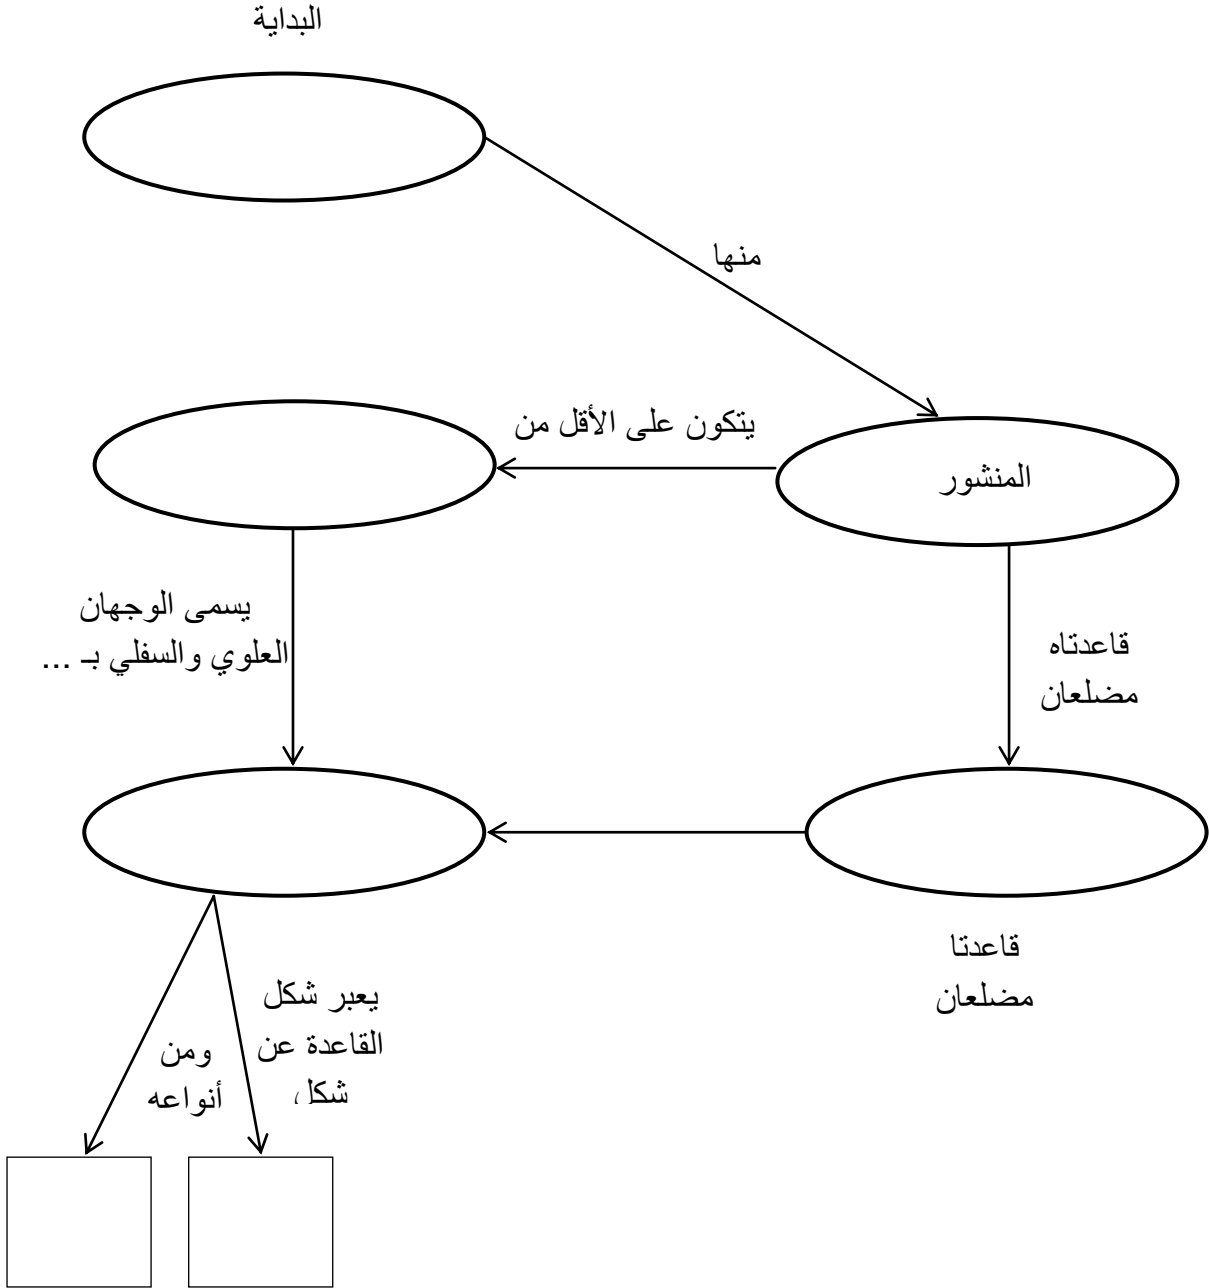 البداية
منها
يتكون على الأقل من
المنشور
يسمى الوجهان
العلوي والسفلي بـ ...
قاعدتاه
مضلعان
قاعدتا
مضلعان
يعبر شكل
القاعدة عن
شكل
ومن
أنواعه